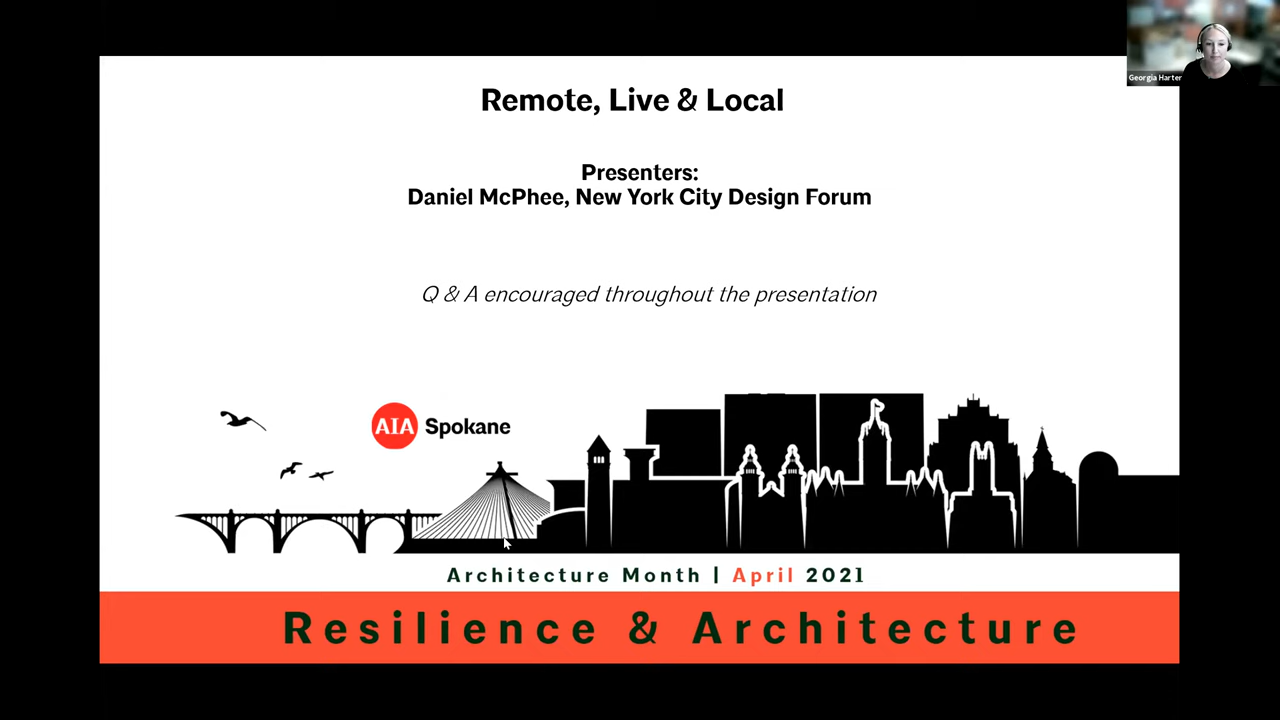 Georgia Harter
Remote, Live & Local
Presenters:
Daniel McPhee, New York City Design Forum
Q & A encouraged throughout the presentation
AIA Spokane
Architecture Month | April 2021
Resilience & Architecture